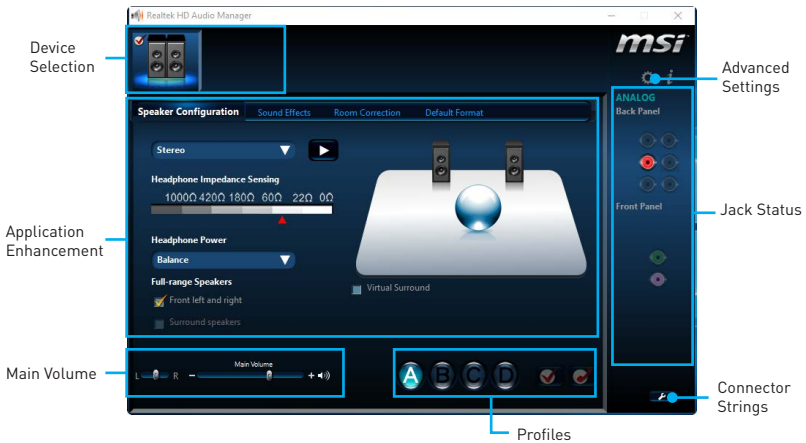 Realtek HD Audio Manager
Device
Selection
msi
i
Advanced
Settings
Speaker Configuration
Sound Effects
Room Correction
Default Format
ANALOG
Back Panel
Stereo
Headphone Impedance Sensing
1000Ω 420Ω 180Ω 60Ω 22Ω 0Ω
Front Panel
Jack Status
Application
Enhancement
Headphone Power
Balance
Full-range Speakers
Front left and right
Surround speakers
Virtual Surround
Main Volume
Main Volume
L
R
A
B
C
D
Connector
Strings
Profiles